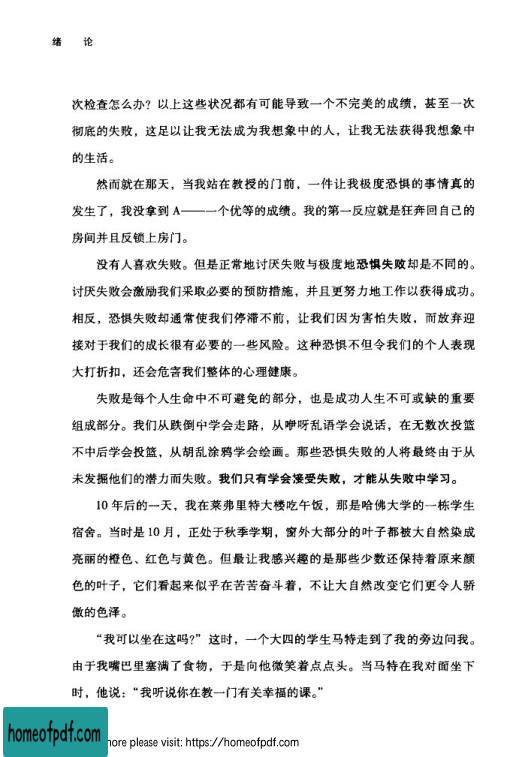 绪 论
次检查怎么办？以上这些状况都有可能导致一个不完美的成绩，甚至一次
彻底的失败，这足以让我无法成为我想象中的人，让我无法获得我想象中
的生活。
然而就在那天，当我站在教授的门前，一件让我极度恐惧的事情真的
发生了，我没拿到 A——一个优等的成绩。我的第一反应就是狂奔回自己的
房间并且反锁上房门。
没有人喜欢失败。但是正常地讨厌失败与极度地恐惧失败却是不同的。
讨厌失败会激励我们采取必要的预防措施，并且更努力地工作以获得成功。
相反，恐惧失败却通常使我们停滞不前，让我们因为害怕失败，而放弃迎
接对于我们的成长很有必要的一些风险。这种恐惧不但令我们的个人表现
大打折扣，还会危害我们整体的心理健康。
失败是每个人生命中不可避免的部分，也是成功人生不可或缺的重要
组成部分。我们从跌倒中学会走路，从咿呀乱语学会说话，在无数次投篮
不中后学会投篮，从胡乱涂鸦学会绘画。那些恐惧失败的人将最终由于从
未发掘他们的潜力而失败。我们只有学会接受失败，才能从失败中学习。
10 年后的一天，我在莱弗里特大楼吃午饭，那是哈佛大学的一栋学生
宿舍。当时是 10 月，正处于秋季学期，窗外大部分的叶子都被大自然染成
亮丽的橙色、红色与黄色。但最让我感兴趣的是那些少数还保持着原来颜
色的叶子，它们看起来似乎在苦苦奋斗着，不让大自然改变它们更令人骄
傲的色泽。
“我可以坐在这吗？”这时，一个大四的学生马特走到了我的旁边问我。
由于我嘴巴里塞满了食物，于是向他微笑着点点头。当马特在我对面坐下
时，他说：“我听说你在教一门有关幸福的课。”
homeofpdf.com
more please visit: https://homeofpdf.com